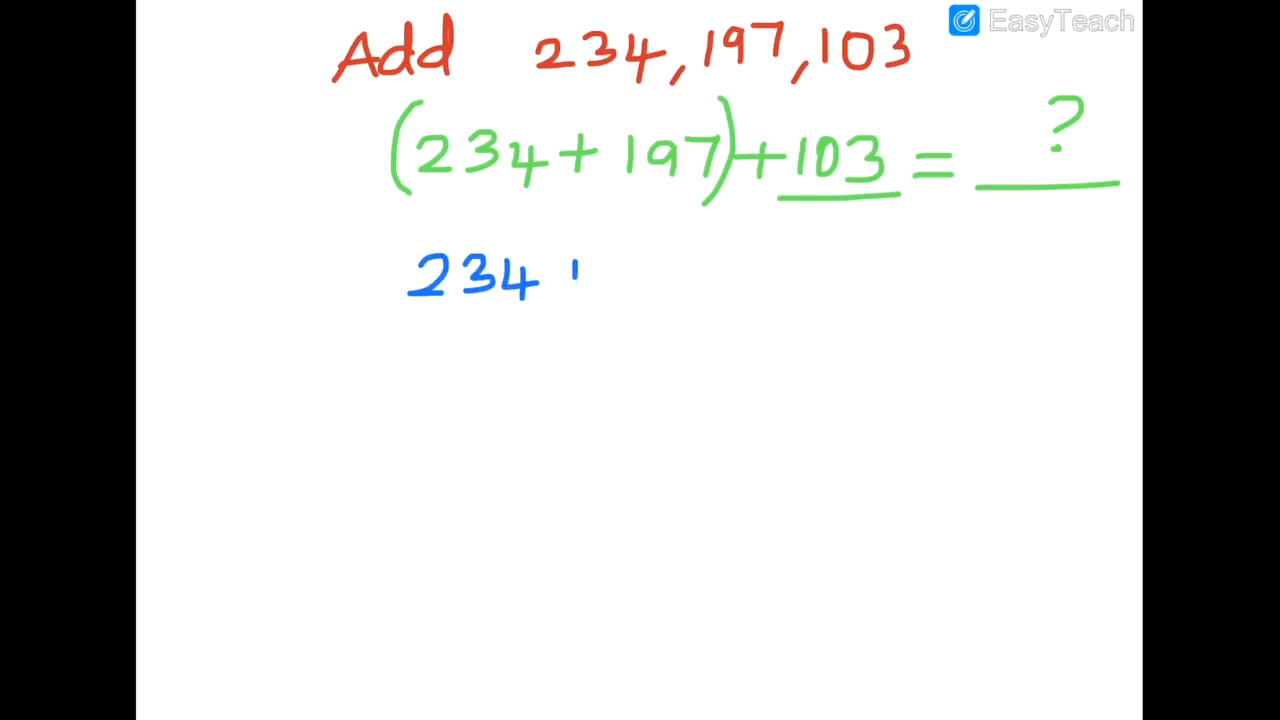 EasyTeach
Add 234, 197, 103
(234 + 197) + 103 = ?
234